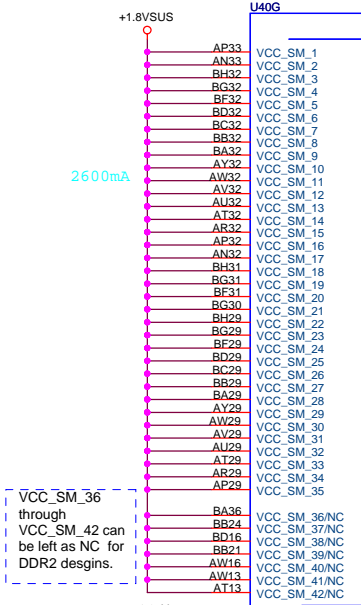 U40G
+1.8VSUS
AP33 VCC_SM_1
AN33 VCC_SM_2
BH32 VCC_SM_3
BG32 VCC_SM_4
BF32 VCC_SM_5
BD32 VCC_SM_6
BC32 VCC_SM_7
BB32 VCC_SM_8
BA32 VCC_SM_9
AY32 VCC_SM_10
2600mA
AW32 VCC_SM_11
AV32 VCC_SM_12
AU32 VCC_SM_13
AT32 VCC_SM_14
AR32 VCC_SM_15
AP32 VCC_SM_16
AN32 VCC_SM_17
BH31 VCC_SM_18
BG31 VCC_SM_19
BF31 VCC_SM_20
BG30 VCC_SM_21
BH29 VCC_SM_22
BG29 VCC_SM_23
BF29 VCC_SM_24
BD29 VCC_SM_25
BC29 VCC_SM_26
BB29 VCC_SM_27
BA29 VCC_SM_28
AY29 VCC_SM_29
AW29 VCC_SM_30
AV29 VCC_SM_31
AU29 VCC_SM_32
AT29 VCC_SM_33
AR29 VCC_SM_34
AP29 VCC_SM_35
VCC_SM_36
through
VCC_SM_42 can
be left as NC for
DDR2 desgins.
BA36 VCC_SM_36/NC
BB24 VCC_SM_37/NC
BD16 VCC_SM_38/NC
BB21 VCC_SM_39/NC
AW16 VCC_SM_40/NC
AW13 VCC_SM_41/NC
AT13 VCC_SM_42/NC